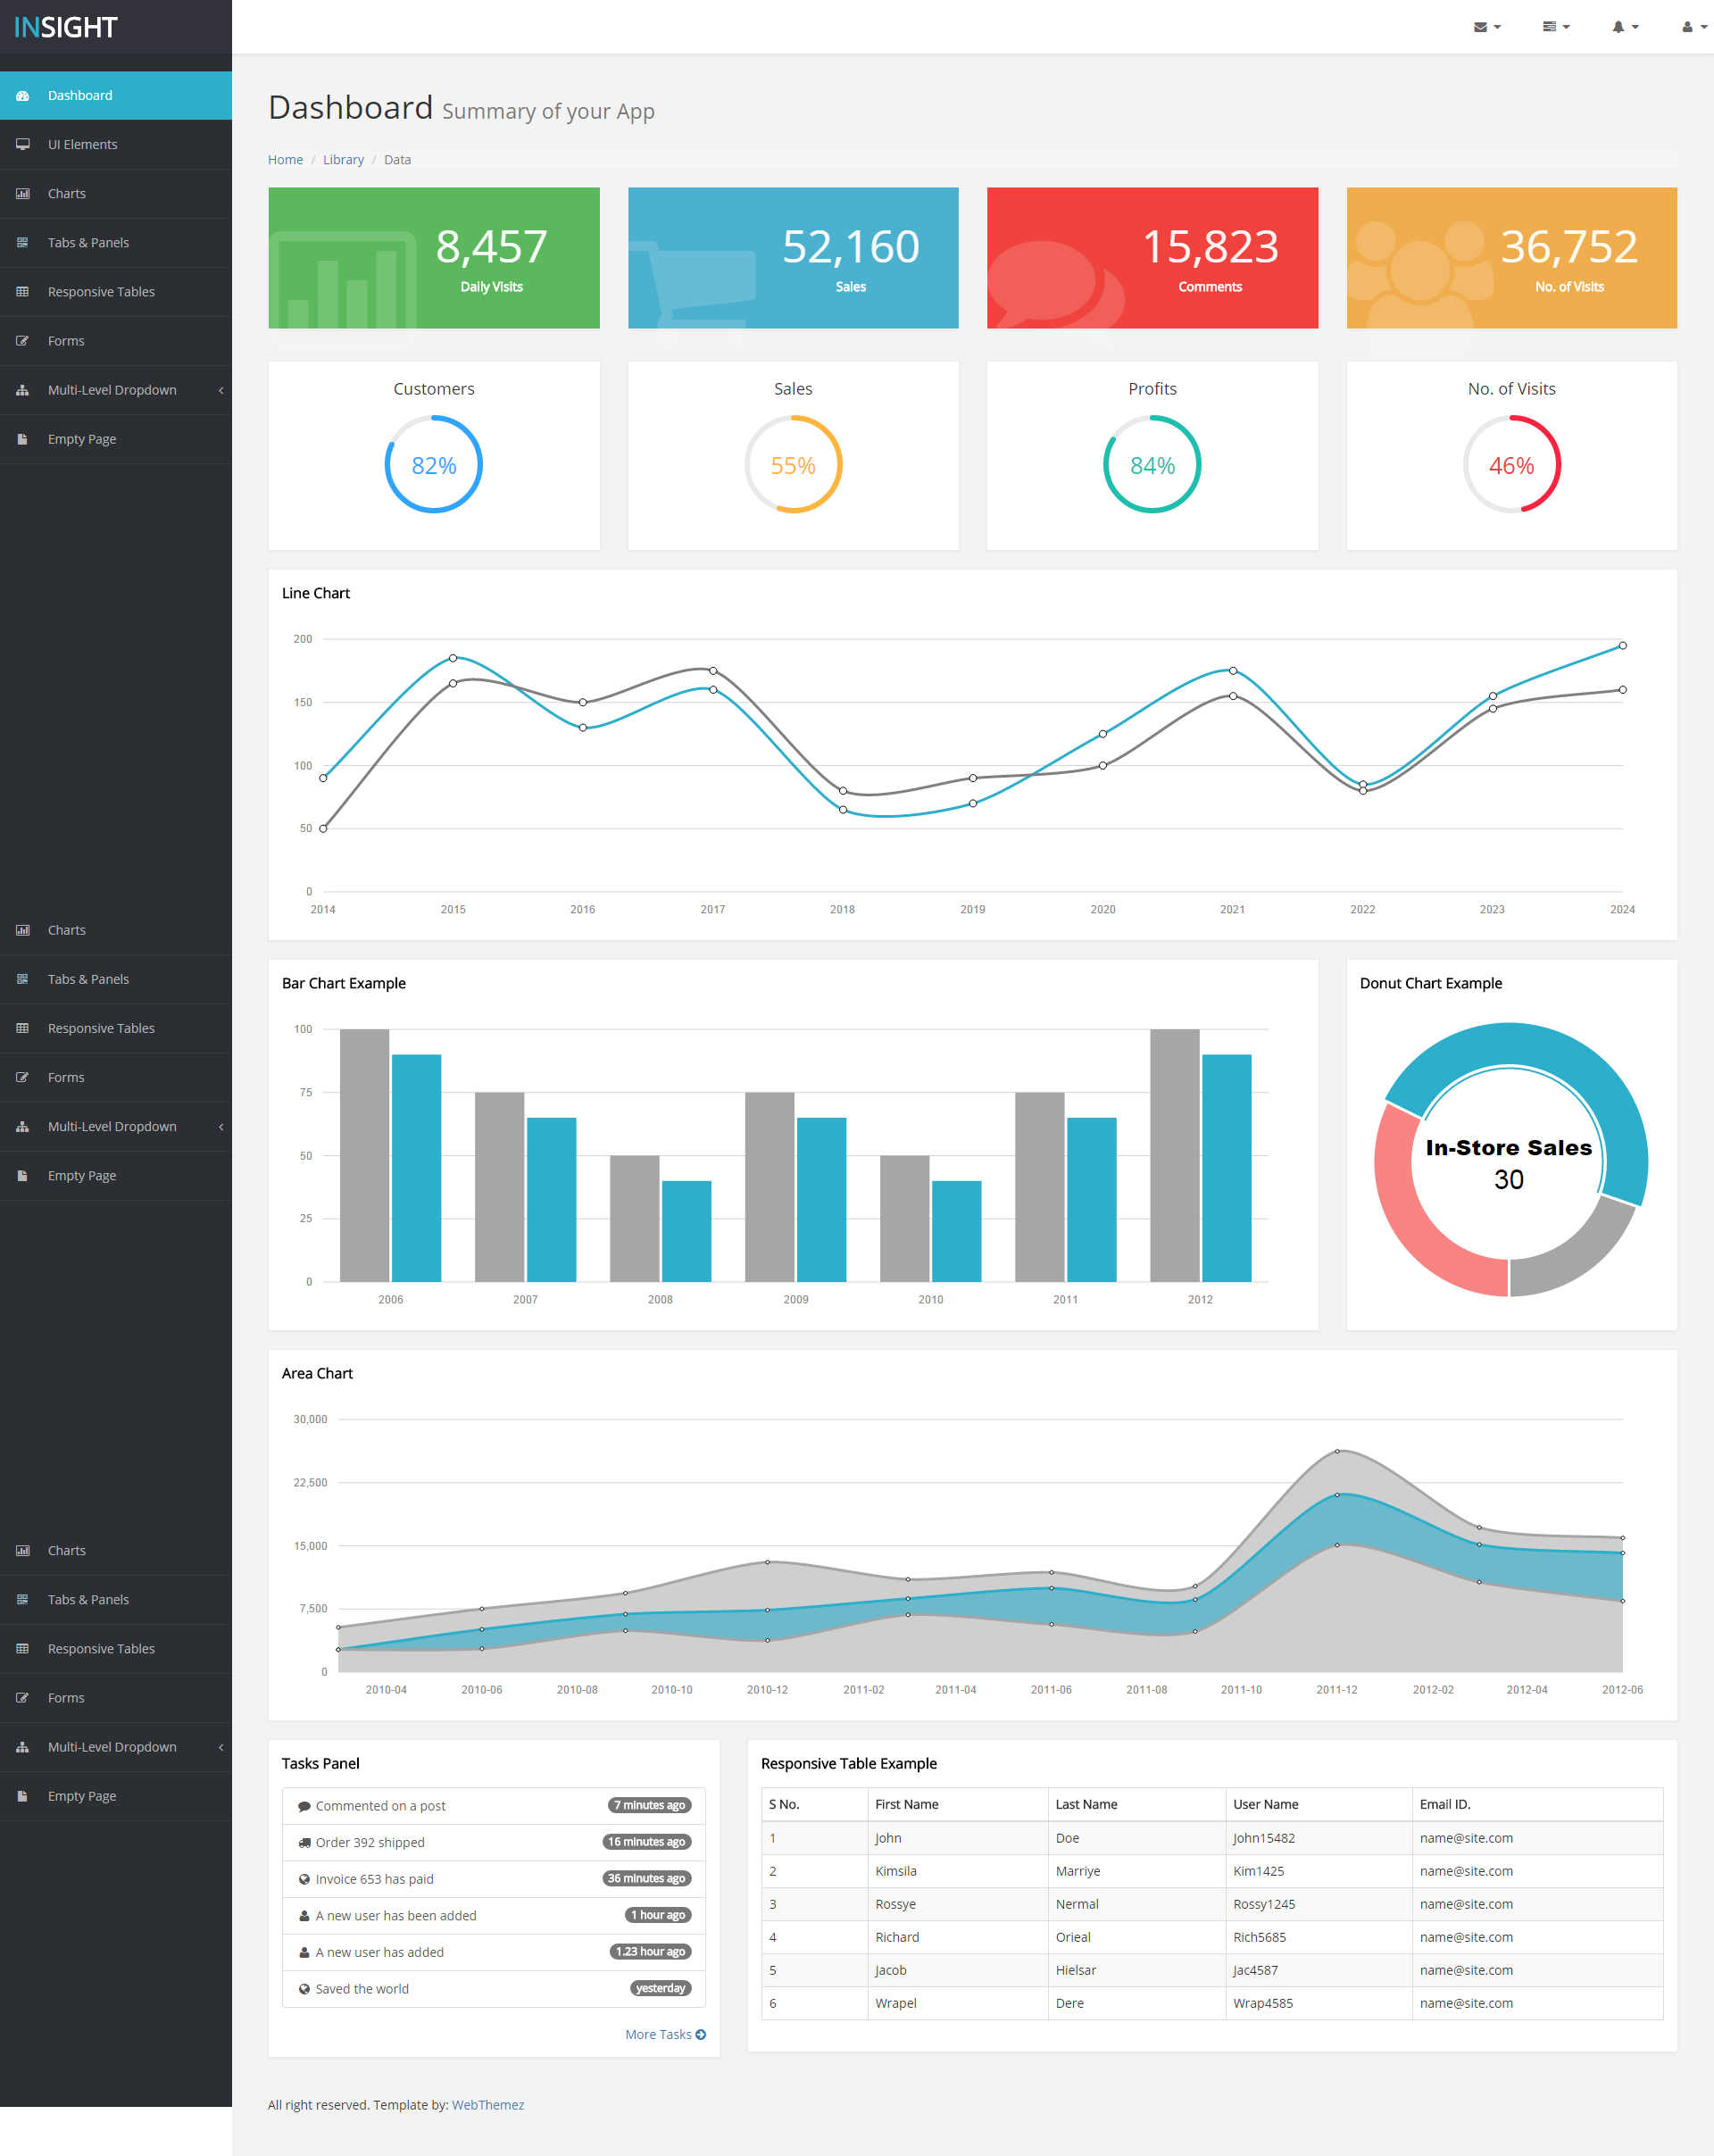 INSIGHT
Dashboard
UI Elements
Charts
Tabs & Panels
Responsive Tables
Forms
Multi-Level Dropdown
Empty Page
Charts
Tabs & Panels
Responsive Tables
Forms
Multi-Level Dropdown
Empty Page
Charts
Tabs & Panels
Responsive Tables
Forms
Multi-Level Dropdown
Empty Page
Dashboard Summary of your App
Home / Library / Data
8,457
Daily Visits
52,160
Sales
15,823
Comments
36,752
No. of Visits
Customers
82%
Sales
55%
Profits
84%
No. of Visits
46%
Line Chart
200
150
100
50
0
2014 2015 2016 2017 2018 2019 2020 2021 2022 2023 2024
Bar Chart Example
100
75
50
25
0
2006 2007 2008 2009 2010 2011 2012
Donut Chart Example
In-Store Sales
30
Area Chart
30,000
22,500
15,000
7,500
0
2010-04 2010-06 2010-08 2010-10 2010-12 2011-02 2011-04 2011-06 2011-08 2011-10 2011-12 2012-02 2012-04 2012-06
Tasks Panel
Commented on a post 7 minutes ago
Order 392 shipped 16 minutes ago
Invoice 653 has paid 36 minutes ago
A new user has been added 1 hour ago
A new user has added 1.23 hour ago
Saved the world yesterday
More Tasks
Responsive Table Example
S No. First Name Last Name User Name Email ID.
1 John Doe John15482 name@site.com
2 Kimsila Marriye Kim1425 name@site.com
3 Rossye Nermal Rossy1245 name@site.com
4 Richard Orieal Rich5685 name@site.com
5 Jacob Hielsar Jac4587 name@site.com
6 Wrapel Dere Wrap4585 name@site.com
All right reserved. Template by: WebThemez